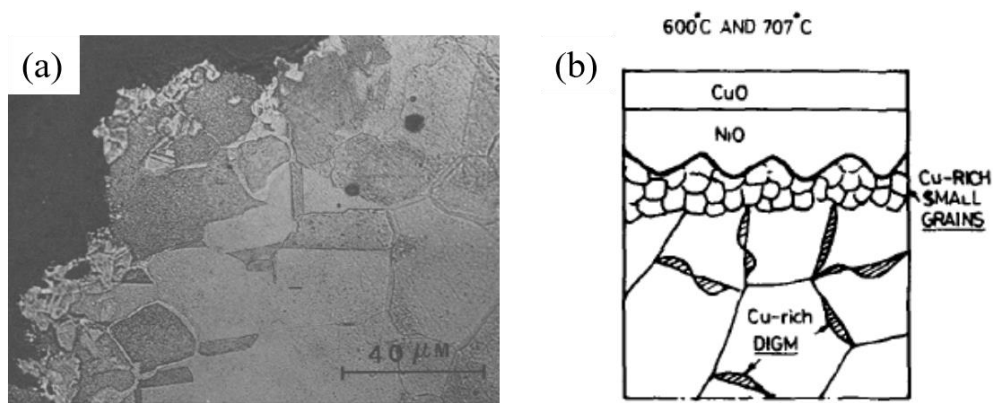 (a)
40 μM
(b)
600°C AND 707°C
CuO
NiO
Cu-RICH
SMALL
GRAINS
Cu-rich
DIGM